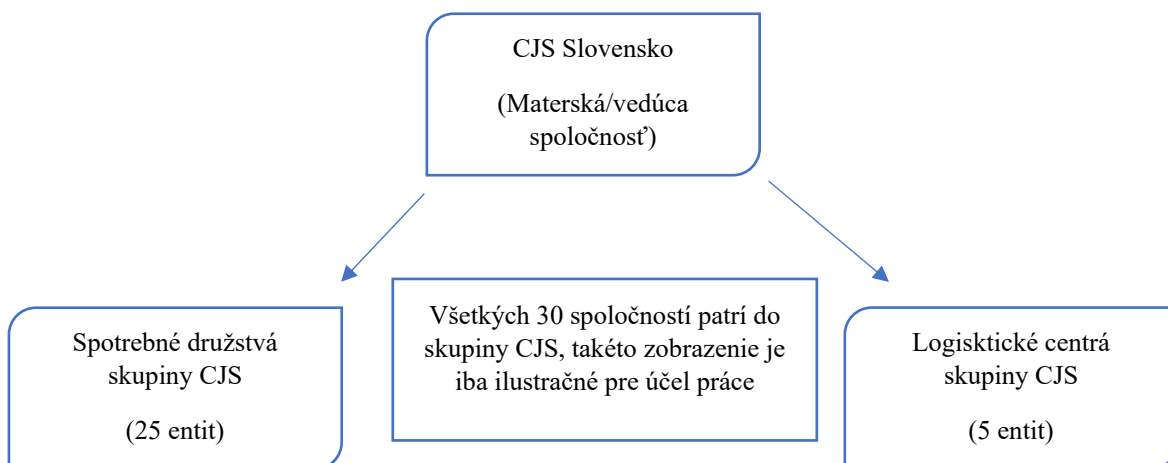 CJS Slovensko
(Materská/vedúca
spoločnosť)
Spotrebné družstvá
skupiny CJS
(25 entit)
Všetkých 30 spoločností patrí do
skupiny CJS, takéto zobrazenie je
iba ilustračné pre účel práce
Logisktické centrá
skupiny CJS
(5 entit)